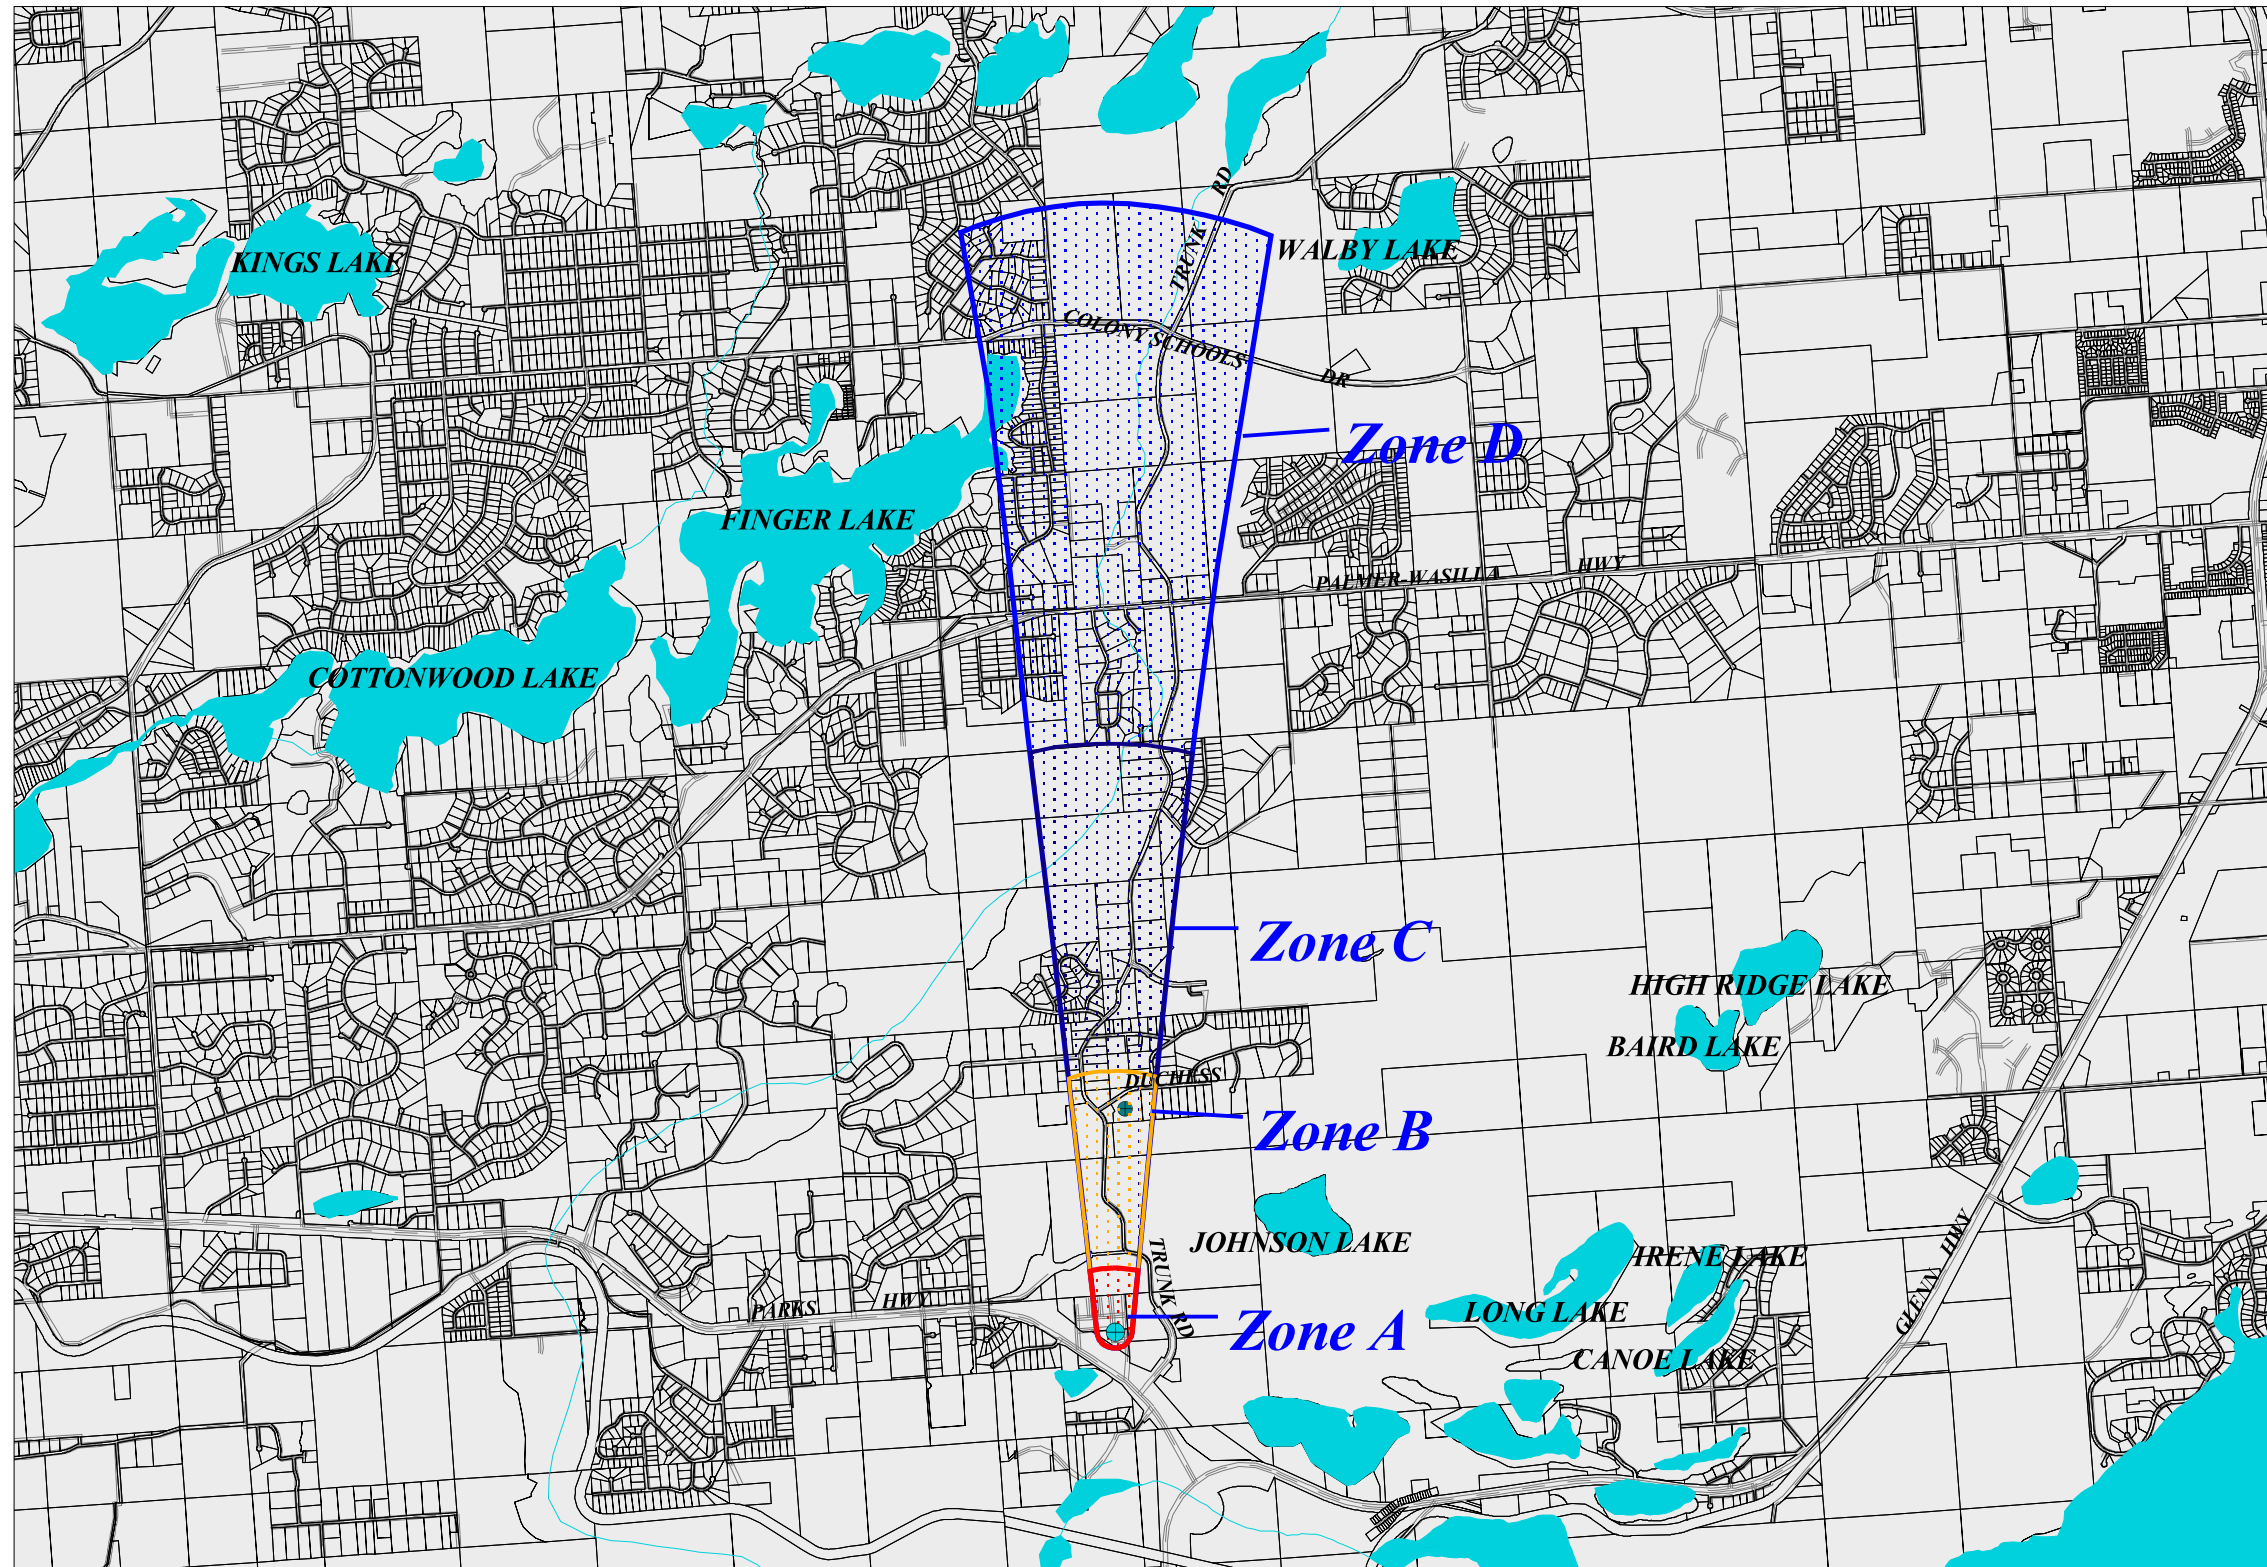 TRUNK RD
KINGS LAKE
WALBY LAKE
COLONY SCHOOLS DR
Zone D
FINGER LAKE
PALMER-WASILLA HWY
COTTONWOOD LAKE
Zone C
HIGH RIDGE LAKE
BAIRD LAKE
DUCHESS
Zone B
JOHNSON LAKE
TRUNK RD
IRENE LAKE
GLENN HWY
PARKS HWY
LONG LAKE
Zone A
CANOE LAKE